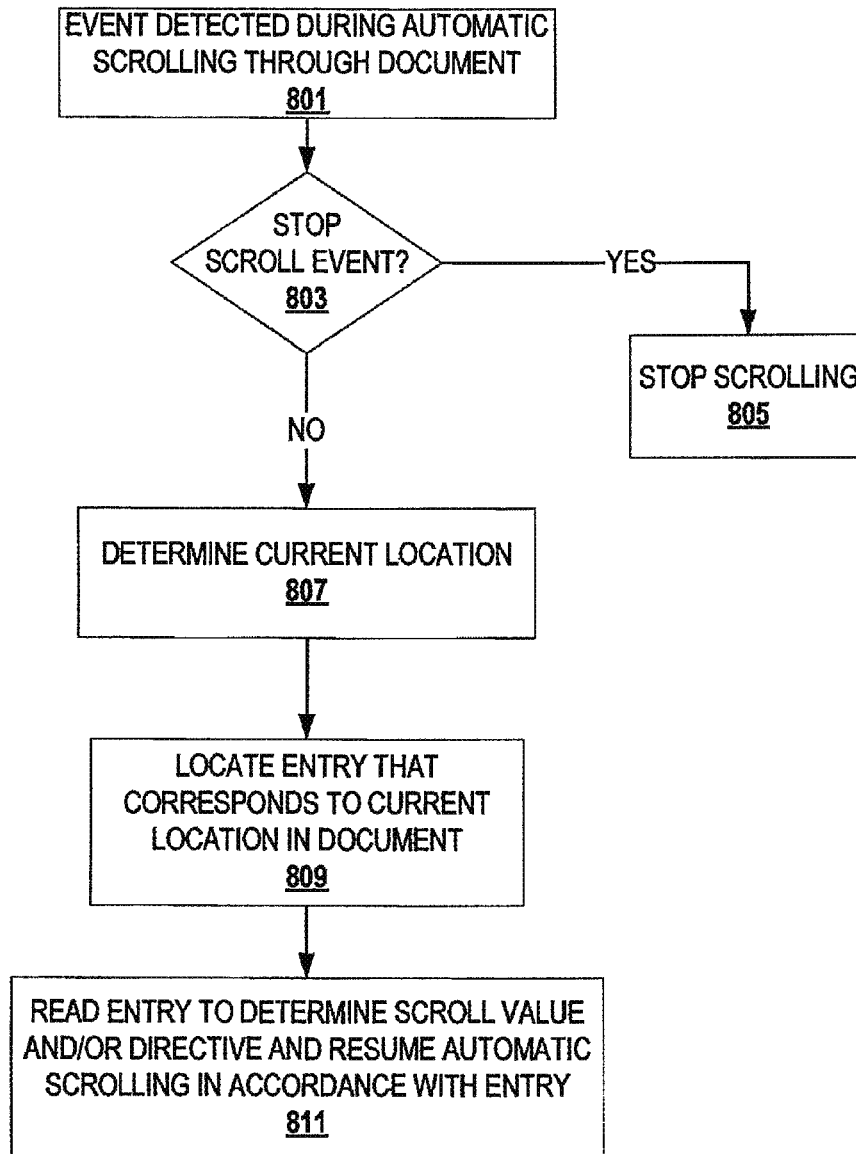 EVENT DETECTED DURING AUTOMATIC
SCROLLING THROUGH DOCUMENT
801
STOP
SCROLL EVENT?
803
YES
STOP SCROLLING
805
NO
DETERMINE CURRENT LOCATION
807
LOCATE ENTRY THAT
CORRESPONDS TO CURRENT
LOCATION IN DOCUMENT
809
READ ENTRY TO DETERMINE SCROLL VALUE
AND/OR DIRECTIVE AND RESUME AUTOMATIC
SCROLLING IN ACCORDANCE WITH ENTRY
811